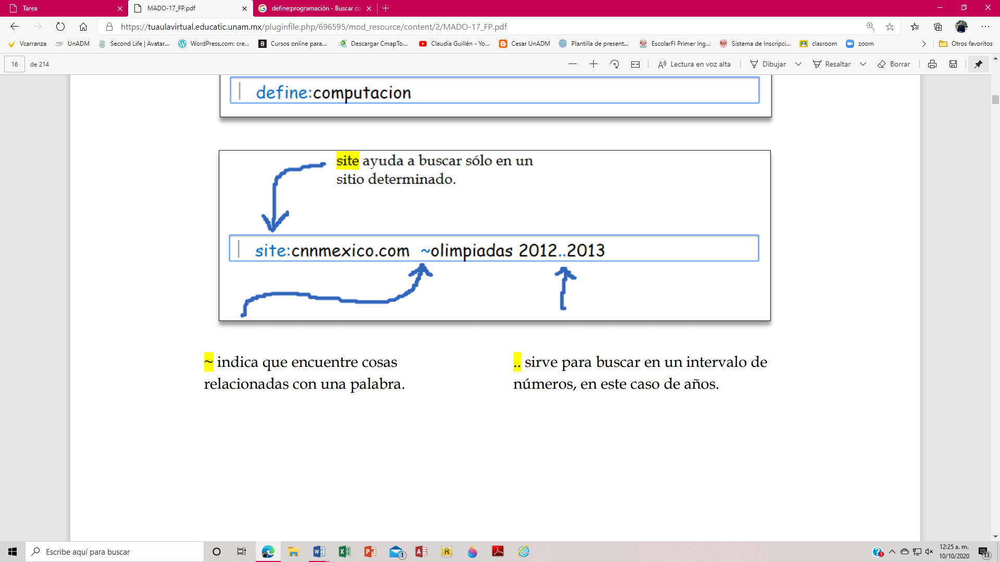 Tarea
MADO-17_FP.pdf
define:programación - Buscar co
https://tuaulavirtual.educatic.unam.mx/pluginfile.php/696595/mod_resource/content/2/MADO-17_FP.pdf
Vcarranza
UnADM
Second Life | Avatar...
WordPress.com: cre...
Cursos online para...
Descargar CmapTo...
Claudia Guillén - Yo...
Cesar UnADM
Plantilla de present...
EscolarFI Primer Ing...
Sistema de Inscripci...
clasroom
zoom
Otros favoritos
16 de 214
Lectura en voz alta
Dibujar
Resaltar
Borrar
define:computacion
site ayuda a buscar sólo en un
sitio determinado.
site:cnnmexico.com ~olimpiadas 2012..2013
~ indica que encuentre cosas
relacionadas con una palabra.
.. sirve para buscar en un intervalo de
números, en este caso de años.
Escribe aquí para buscar
1
12:25 a. m.
10/10/2020
13